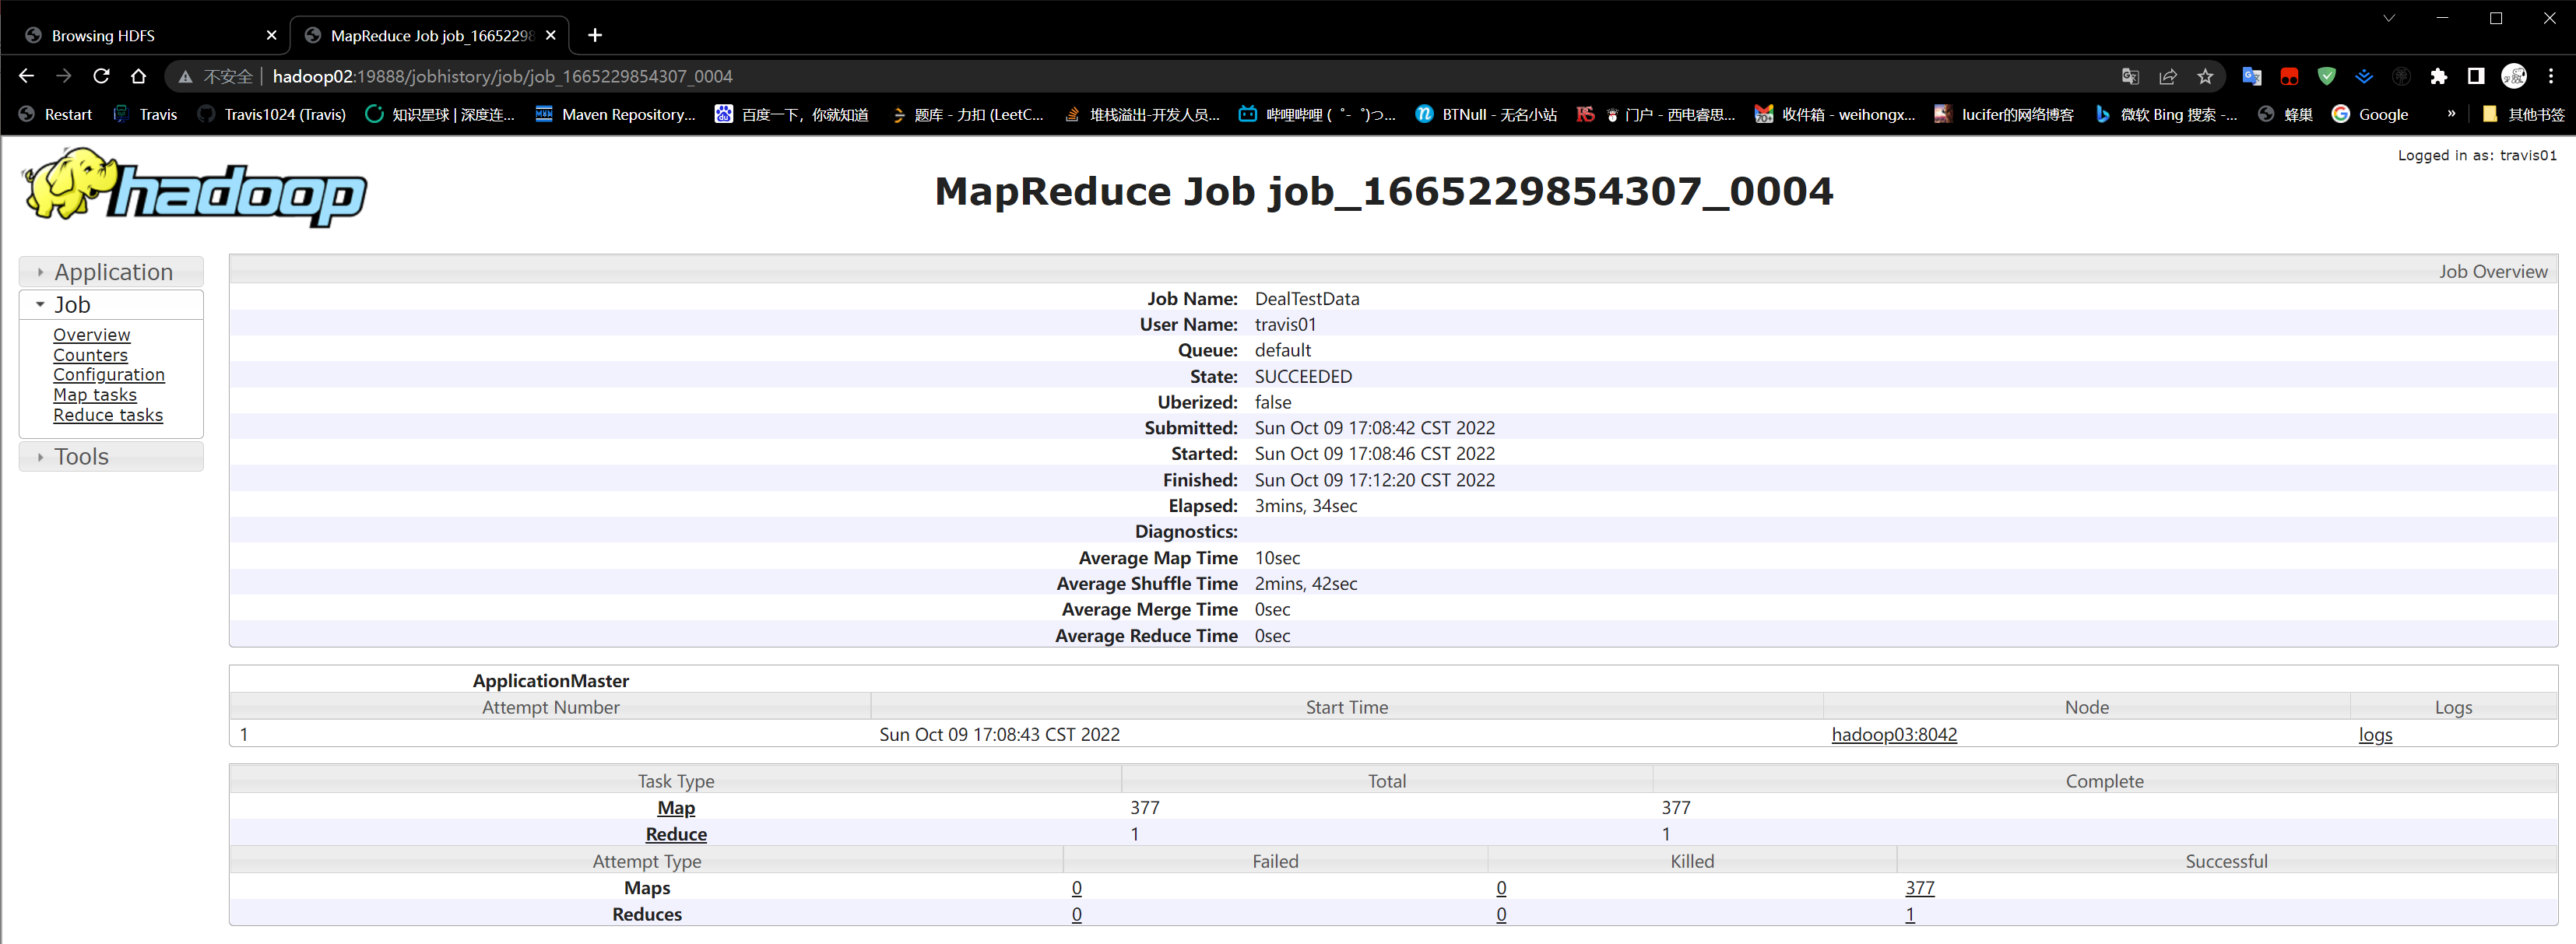 Browsing HDFS
MapReduce Job job_16652298
不安全 | hadoop02:19888/jobhistory/job/job_1665229854307_0004
Restart Travis Travis1024 (Travis) 知识星球 | 深度连... Maven Repository... 百度一下，你就知道 题库 - 力扣 (LeetC... 堆栈溢出-开发人员... 哔哩哔哩 (゜-゜)つ... BTNull - 无名小站 门户 - 西电睿思... 收件箱 - weihongx... lucifer的网络博客 微软 Bing 搜索 -... 蜂巢 Google » 其他书签
hadoop
MapReduce Job job_1665229854307_0004
Logged in as: travis01
Application
Job
Overview
Counters
Configuration
Map tasks
Reduce tasks
Tools
Job Overview
Job Name: DealTestData
User Name: travis01
Queue: default
State: SUCCEEDED
Uberized: false
Submitted: Sun Oct 09 17:08:42 CST 2022
Started: Sun Oct 09 17:08:46 CST 2022
Finished: Sun Oct 09 17:12:20 CST 2022
Elapsed: 3mins, 34sec
Diagnostics:
Average Map Time 10sec
Average Shuffle Time 2mins, 42sec
Average Merge Time 0sec
Average Reduce Time 0sec
ApplicationMaster
Attempt Number Start Time Node Logs
1 Sun Oct 09 17:08:43 CST 2022 hadoop03:8042 logs
Task Type Total Complete
Map 377 377
Reduce 1 1
Attempt Type Failed Killed Successful
Maps 0 0 377
Reduces 0 0 1